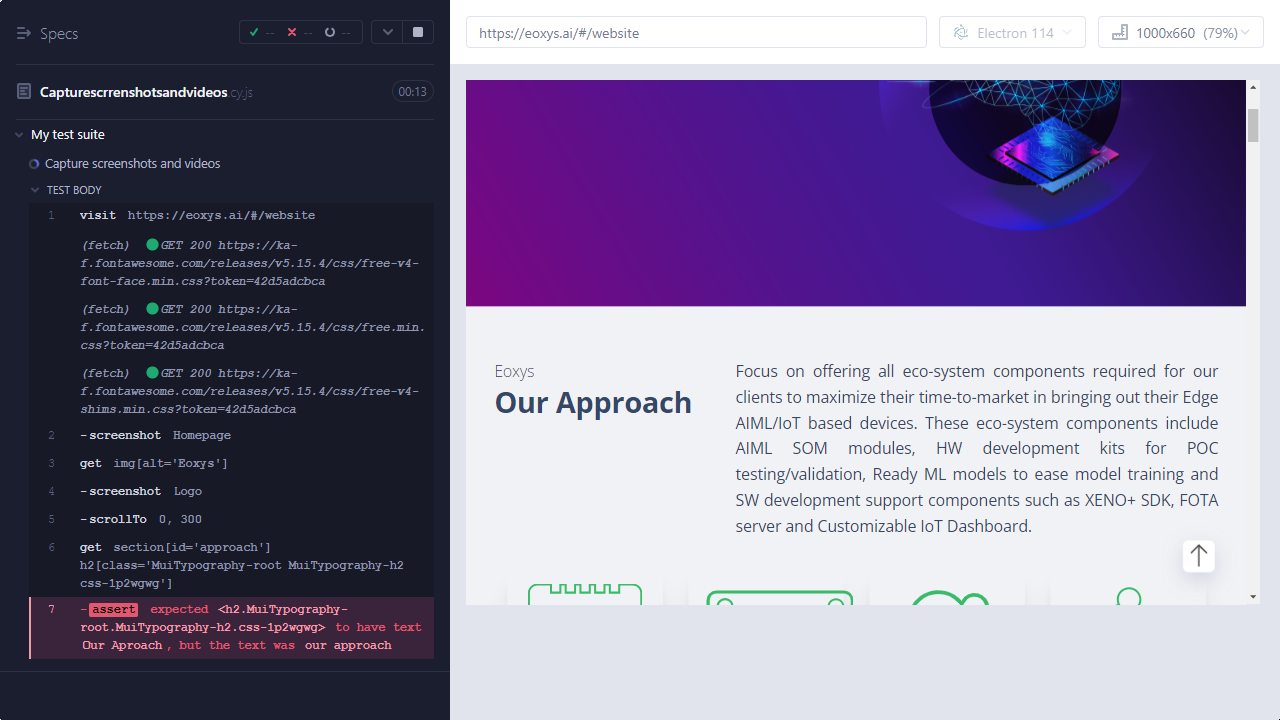 Specs
-- -- --
Capturescrrenshotsandvideos.cy.js
00:13
My test suite
Capture screenshots and videos
TEST BODY
1 visit https://eoxys.ai/#/website
(fetch) GET 200 https://ka-
f.fontawesome.com/releases/v5.15.4/css/free-v4-
font-face.min.css?token=42d5adcbca
(fetch) GET 200 https://ka-
f.fontawesome.com/releases/v5.15.4/css/free.min.
css?token=42d5adcbca
(fetch) GET 200 https://ka-
f.fontawesome.com/releases/v5.15.4/css/free-v4-
shims.min.css?token=42d5adcbca
2 -screenshot Homepage
3 get img[alt='Eoxys']
4 -screenshot Logo
5 -scrollTo 0, 300
6 get section[id='approach']
h2[class='MuiTypography-root MuiTypography-h2
css-1p2wgwg']
7 -assert expected <h2.MuiTypography-
root.MuiTypography-h2.css-1p2wgwg> to have text
Our Aproach, but the text was our approach
https://eoxys.ai/#/website
Electron 114
1000x660 (79%)
Eoxys
Our Approach
Focus on offering all eco-system components required for our
clients to maximize their time-to-market in bringing out their Edge
AIML/IoT based devices. These eco-system components include
AIML SOM modules, HW development kits for POC
testing/validation, Ready ML models to ease model training and
SW development support components such as XENO+ SDK, FOTA
server and Customizable IoT Dashboard.